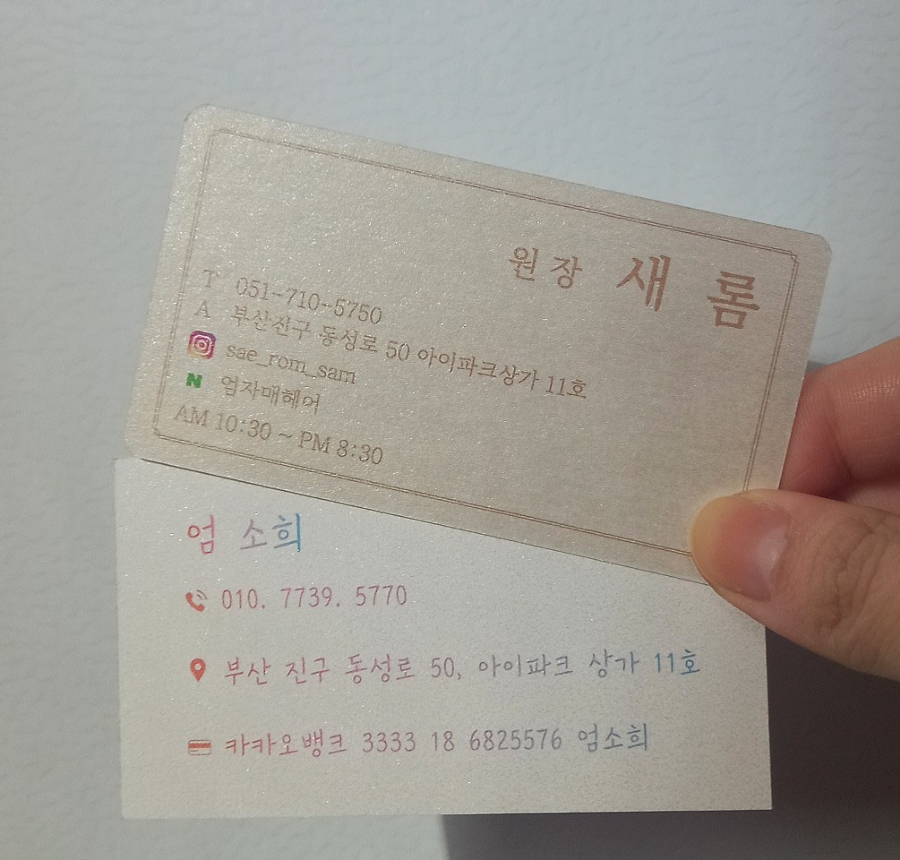 원장 새롬
T 051-710-5750
A 부산진구 동성로 50 아이파크상가 11호
sae_rom_sam
N 엄자매헤어
AM 10:30 ~ PM 8:30
엄 소희
010. 7739. 5770
부산 진구 동성로 50, 아이파크 상가 11호
카카오뱅크 3333 18 6825576 엄소희